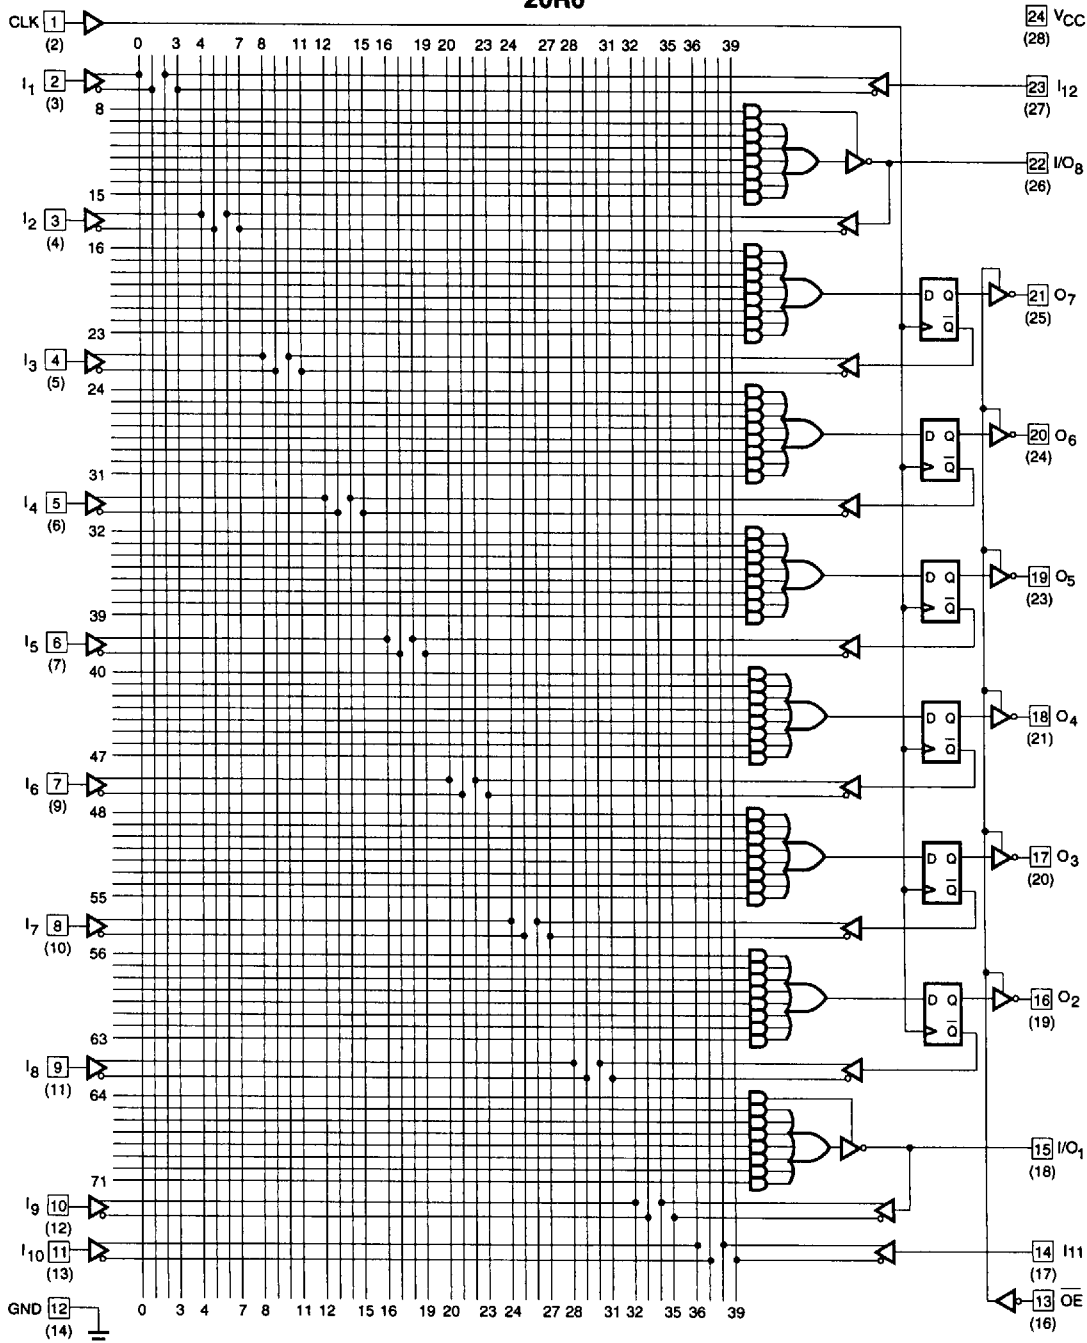 20R6
CLK 1 (2)
24 VCC (28)
0 3 4 7 8 11 12 15 16 19 20 23 24 27 28 31 32 35 36 39
I1 2 (3)
23 I12 (27)
8
22 I/O8 (26)
15
I2 3 (4)
16
D Q
Q̅
21 O7 (25)
23
I3 4 (5)
24
D Q
Q̅
20 O6 (24)
31
I4 5 (6)
32
D Q
Q̅
19 O5 (23)
39
I5 6 (7)
40
D Q
Q̅
18 O4 (21)
47
I6 7 (9)
48
D Q
Q̅
17 O3 (20)
55
I7 8 (10)
56
D Q
Q̅
16 O2 (19)
63
I8 9 (11)
64
15 I/O1 (18)
71
I9 10 (12)
I10 11 (13)
14 I11 (17)
0 3 4 7 8 11 12 15 16 19 20 23 24 27 28 31 32 35 36 39
GND 12 (14)
13 O̅E̅ (16)